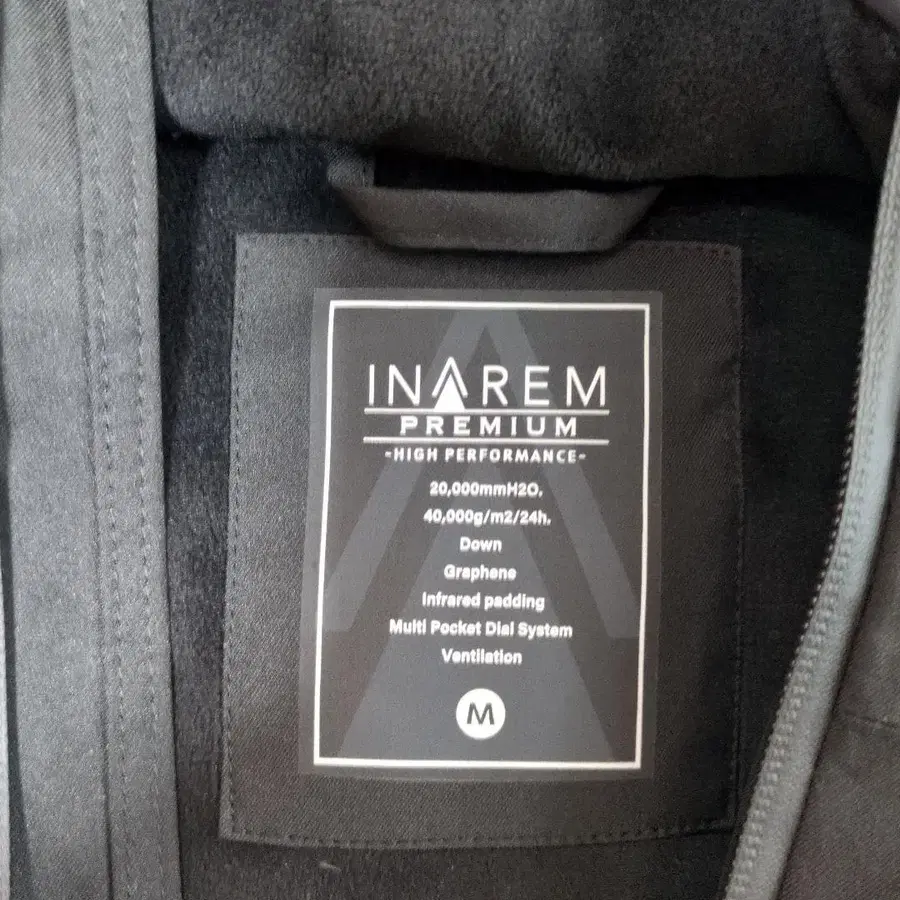 INAREM
PREMIUM
-HIGH PERFORMANCE-
20,000mmH2O.
40,000g/m2/24h.
Down
Graphene
Infrared padding
Multi Pocket Dial System
Ventilation
M